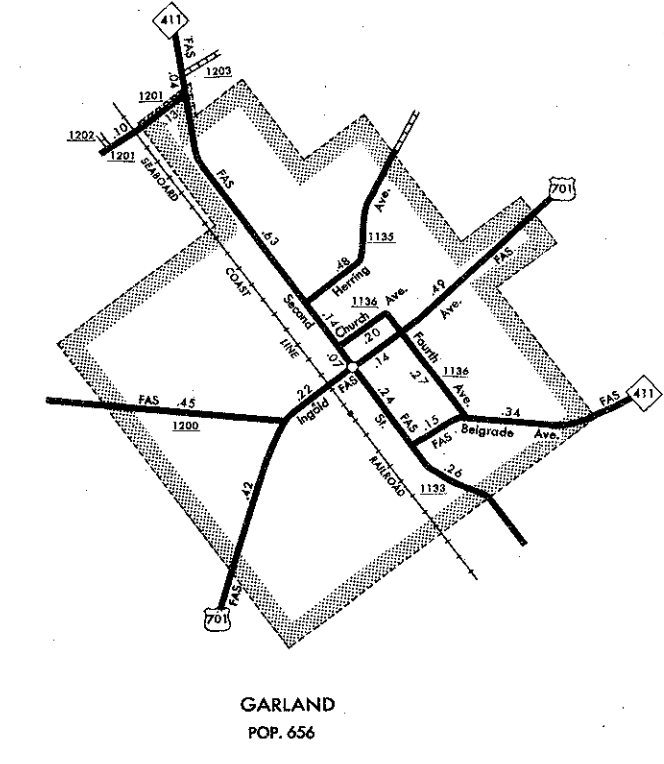 411
FAS
.04
1203
1201
.13
1202
.10
1201
SEABOARD
FAS
.63
Ave.
1135
701
FAS
.48
Herring
COAST
Second
.14
1136
Ave.
Church
.49
Ave.
.20
LINE
.07
.14
Fourth
1136
.27
Ave.
FAS
.24
St.
FAS
.22
Ingold
FAS
.45
1200
.15
FAS
.34
Belgrade Ave.
FAS
411
RAILROAD
.26
1133
.42
FAS
701
GARLAND
POP. 656